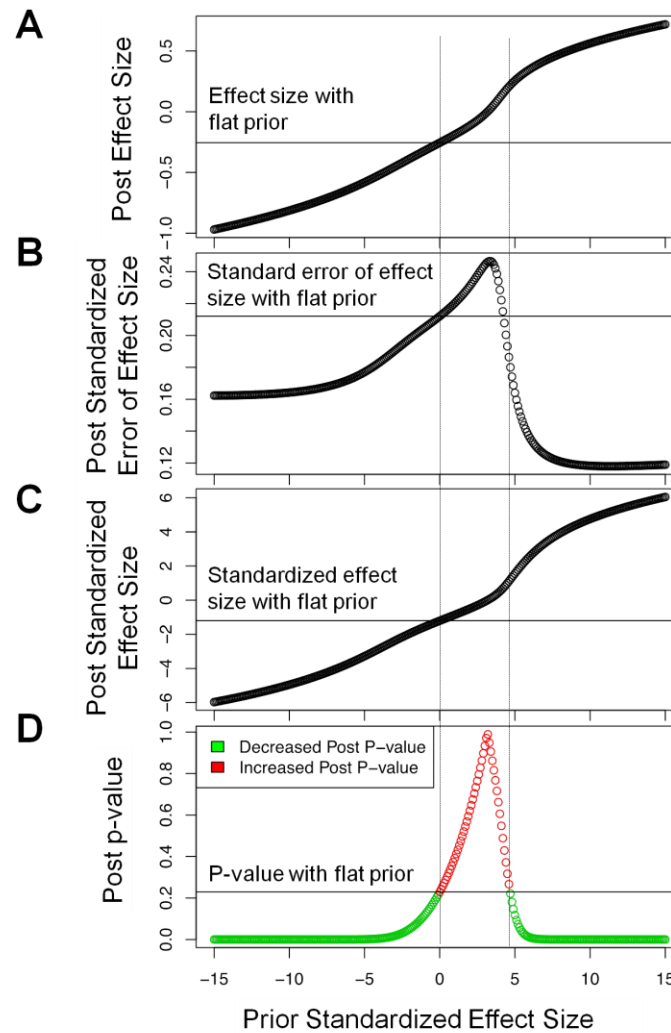 A
Post Effect Size
0.5
0.0
−0.5
−1.0
Effect size with
flat prior
B
Post Standardized
Error of Effect Size
0.24
0.20
0.16
0.12
Standard error of effect
size with flat prior
C
Post Standardized
Effect Size
6
4
2
0
−2
−4
−6
Standardized effect
size with flat prior
D
Post p-value
1.0
0.8
0.6
0.4
0.2
0.0
Decreased Post P−value
Increased Post P−value
P-value with flat prior
−15 −10 −5 0 5 10 15
Prior Standardized Effect Size